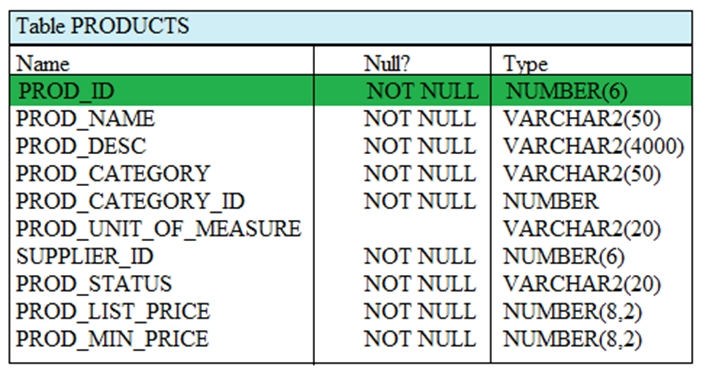 Table PRODUCTS
Name Null? Type
PROD_ID NOT NULL NUMBER(6)
PROD_NAME NOT NULL VARCHAR2(50)
PROD_DESC NOT NULL VARCHAR2(4000)
PROD_CATEGORY NOT NULL VARCHAR2(50)
PROD_CATEGORY_ID NOT NULL NUMBER
PROD_UNIT_OF_MEASURE VARCHAR2(20)
SUPPLIER_ID NOT NULL NUMBER(6)
PROD_STATUS NOT NULL VARCHAR2(20)
PROD_LIST_PRICE NOT NULL NUMBER(8,2)
PROD_MIN_PRICE NOT NULL NUMBER(8,2)